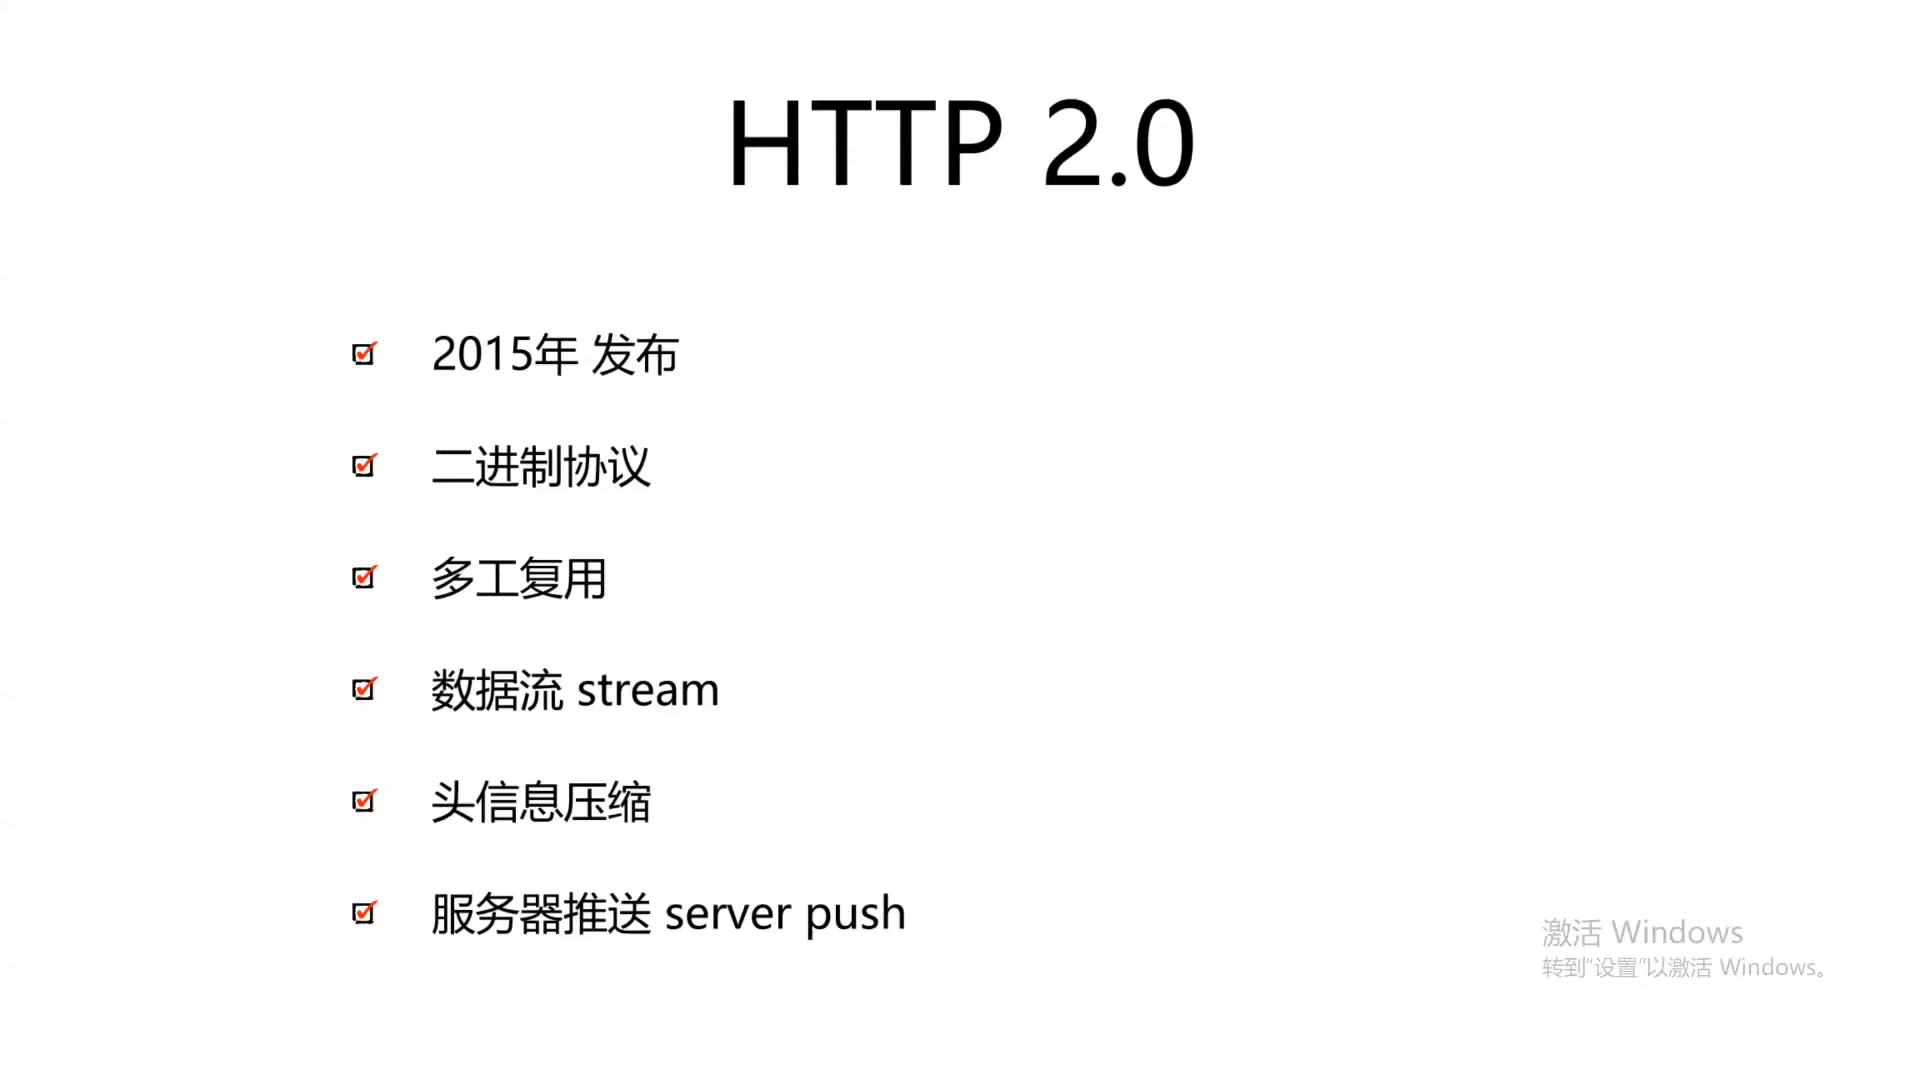 HTTP 2.0
2015年 发布
二进制协议
多工复用
数据流 stream
头信息压缩
服务器推送 server push
激活 Windows
转到“设置”以激活 Windows。